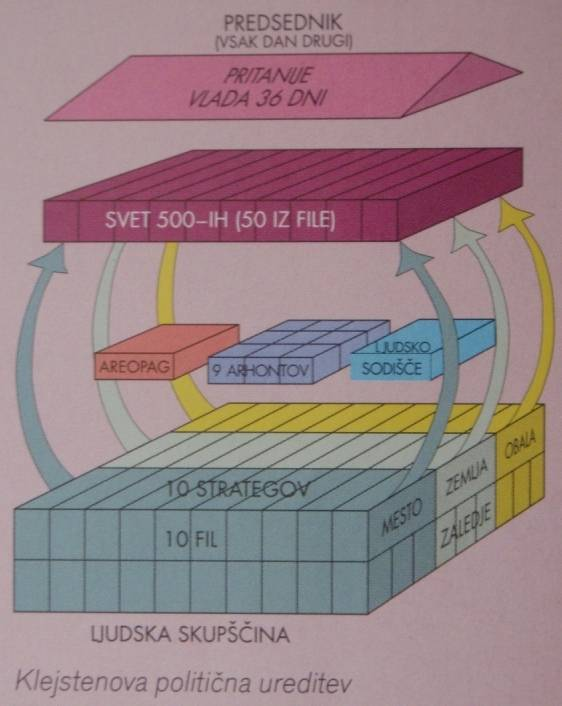 PREDSEDNIK
(VSAK DAN DRUGI)
PRITANIJE
VLADA 36 DNI
SVET 500–IH (50 IZ FILE)
AREOPAG
9 ARHONTOV
LJUDSKO
SODIŠČE
10 STRATEGOV
10 FIL
MESTO
ZEMLJA
ZALEDJE
OBALA
LJUDSKA SKUPŠČINA
Klejstenova politična ureditev